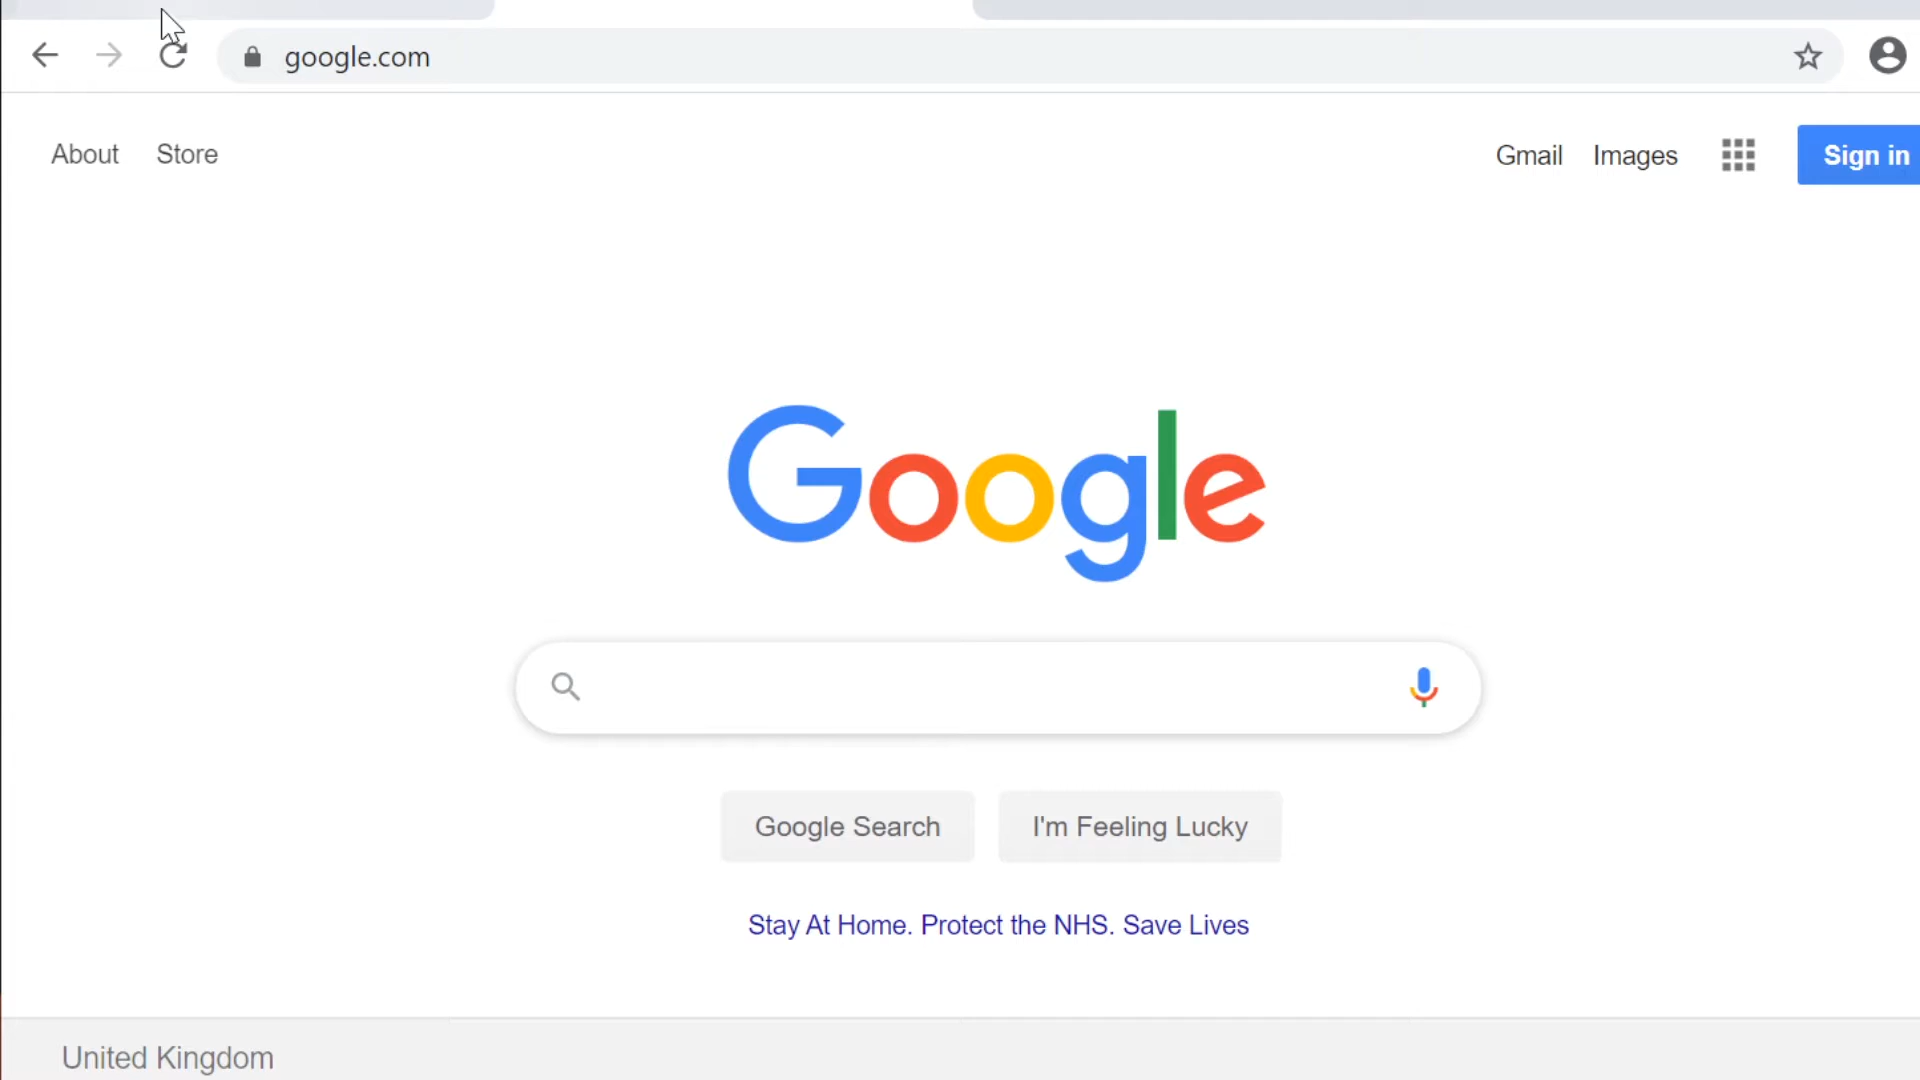 google.com
About Store Gmail Images Sign in
Google
Google Search I'm Feeling Lucky
Stay At Home. Protect the NHS. Save Lives
United Kingdom